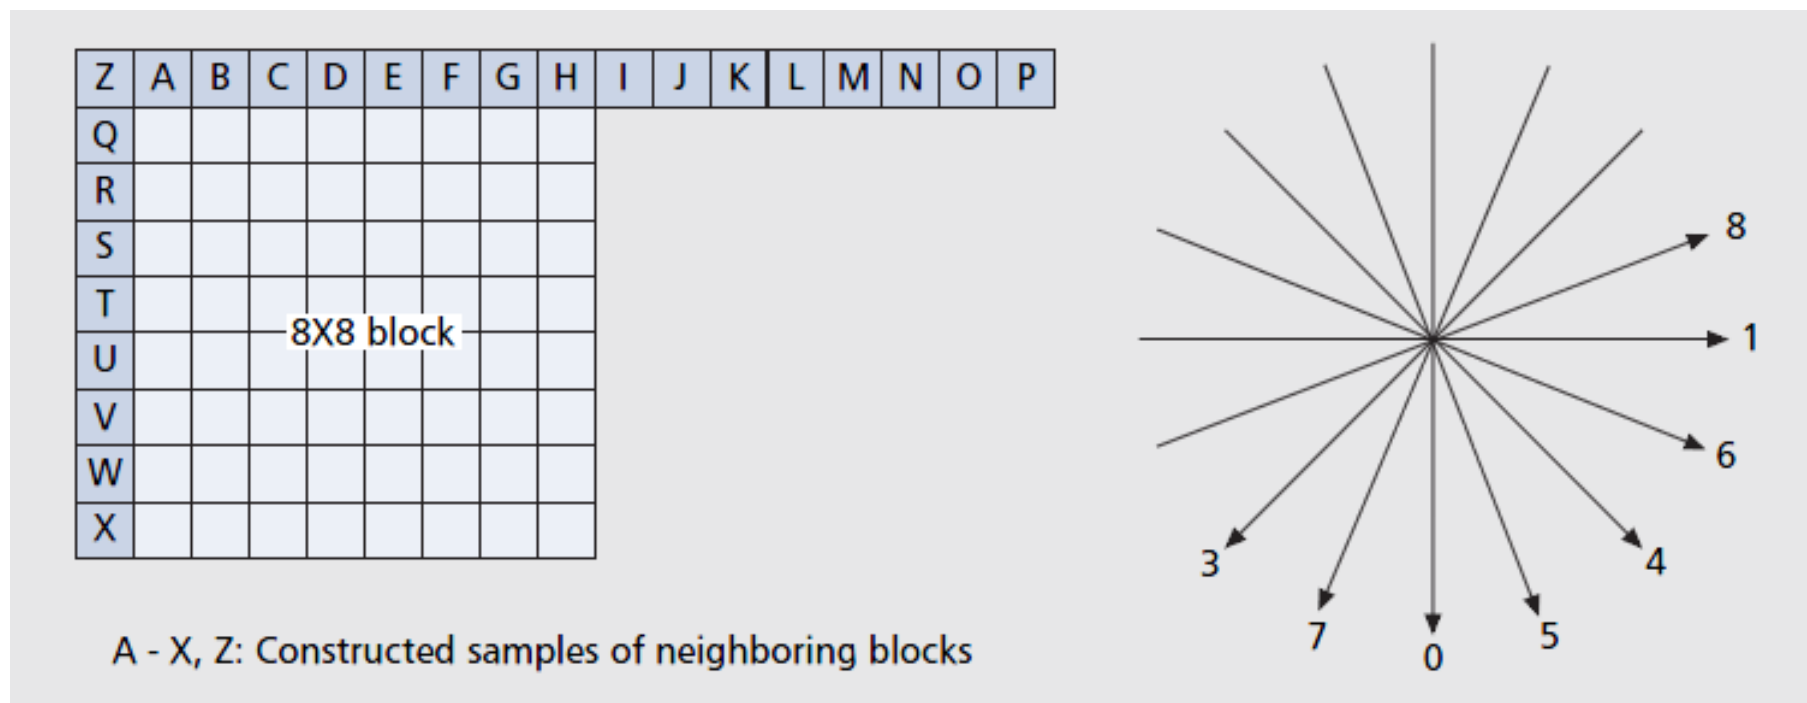 Z A B C D E F G H I J K L M N O P
Q
R
S
T
8X8 block
U
V
W
X
A - X, Z: Constructed samples of neighboring blocks
8
1
6
3
4
7
0
5